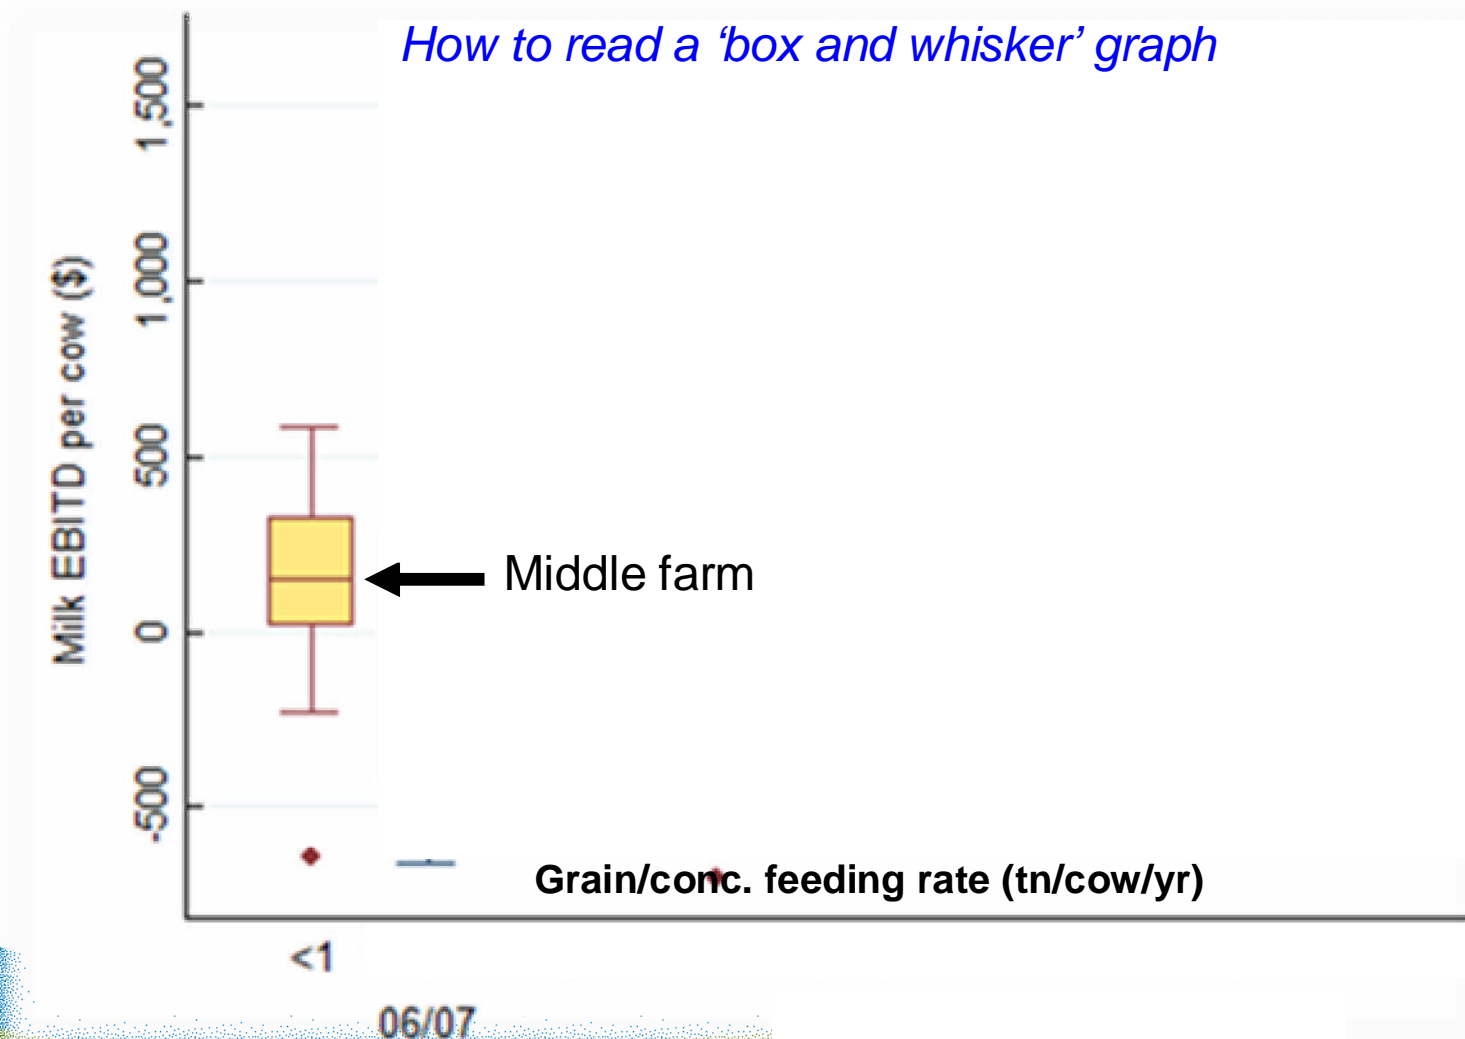 How to read a ‘box and whisker’ graph
Milk EBITD per cow ($)
1,500
1,000
500
0
-500
Middle farm
Grain/conc. feeding rate (tn/cow/yr)
<1
06/07